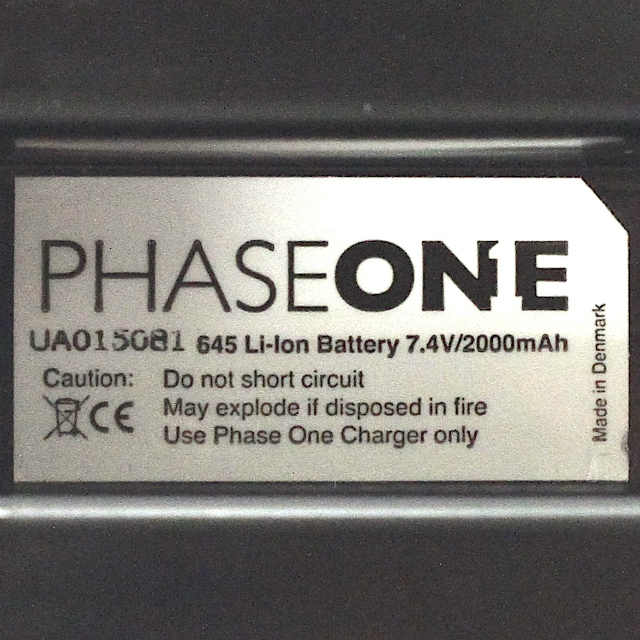 PHASEONE
UA015081 645 Li-Ion Battery 7.4V/2000mAh
Caution: Do not short circuit
May explode if disposed in fire
Use Phase One Charger only
CE
Made in Denmark